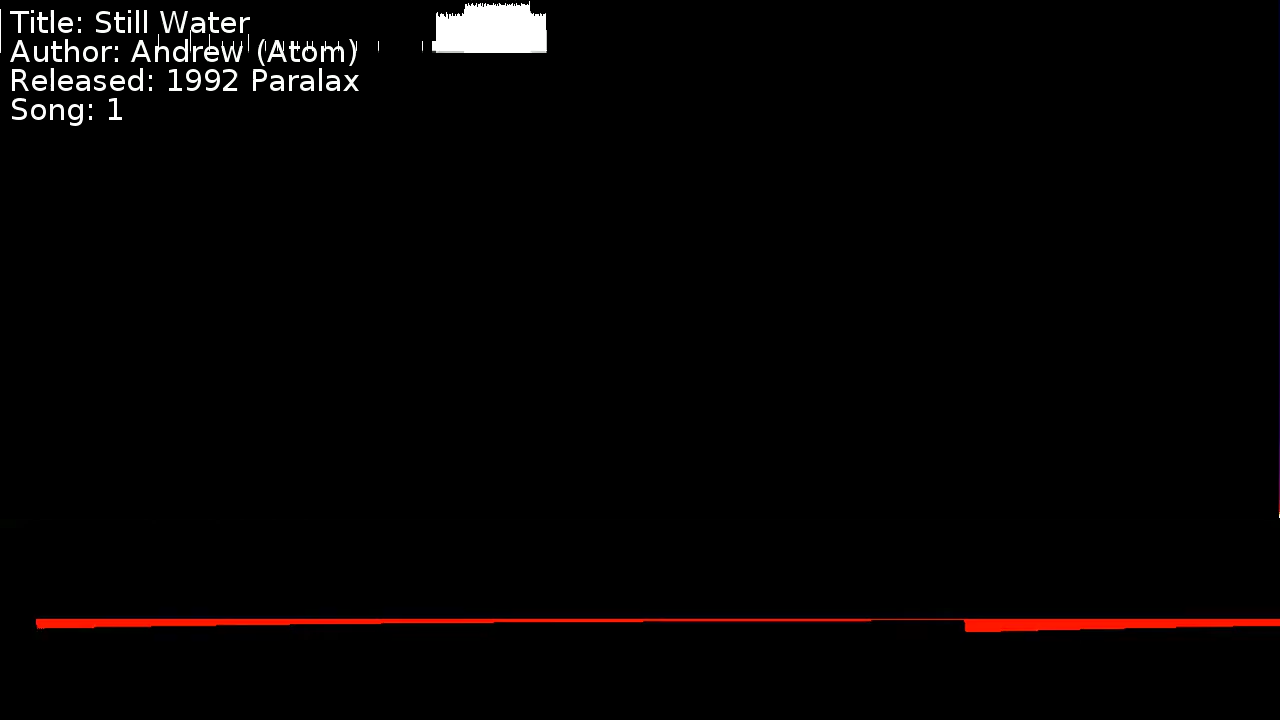 Title: Still Water
Author: Andrew (Atom)
Released: 1992 Paralax
Song: 1